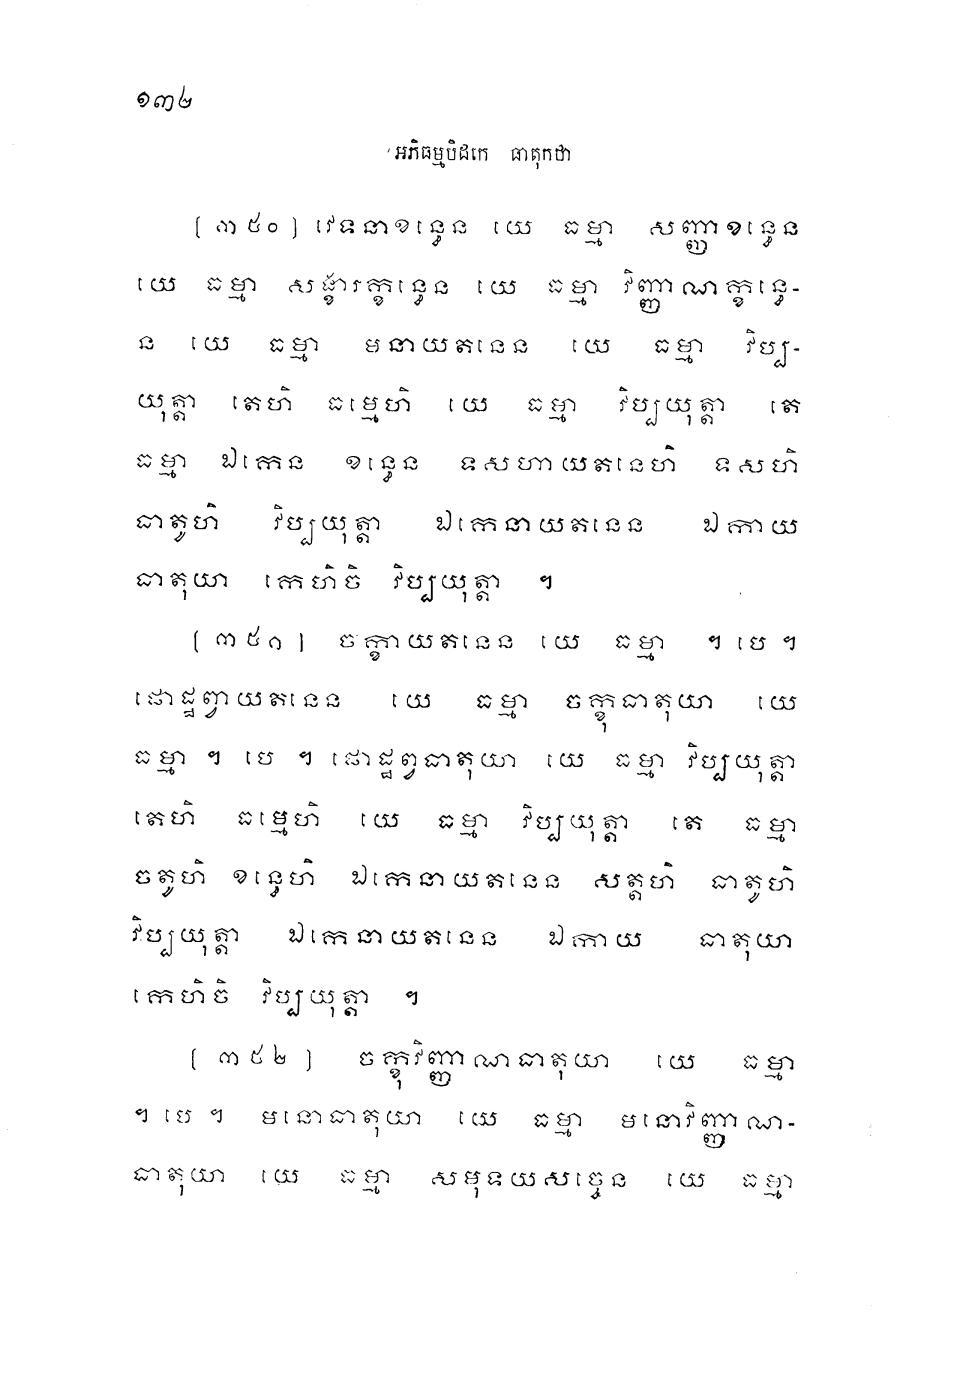 ១៣២
អភិធម្មបិដកេ ធាតុកថា
[៣៥០] វេទនាខន្ធេន យេ ធម្មា សញ្ញាខន្ធេន
យេ ធម្មា សង្ខារក្ខន្ធេន យេ ធម្មា វិញ្ញាណក្ខន្ធេ-
ន យេ ធម្មា មនាយតនេន យេ ធម្មា វិប្ប-
យុត្តា តេហិ ធម្មេហិ យេ ធម្មា វិប្បយុត្តា តេ
ធម្មា ឯកេន ខន្ធេន ទសហាយតនេហិ ទសហិ
ធាតូហិ វិប្បយុត្តា ឯកេនាយតនេន ឯកាយ
ធាតុយា កេហិចិ វិប្បយុត្តា ។
[៣៥១] ចក្ខាយតនេន យេ ធម្មា ។ បេ ។
ផោដ្ឋព្វាយតនេន យេ ធម្មា ចក្ខុធាតុយា យេ
ធម្មា ។ បេ ។ ផោដ្ឋព្វធាតុយា យេ ធម្មា វិប្បយុត្តា
តេហិ ធម្មេហិ យេ ធម្មា វិប្បយុត្តា តេ ធម្មា
ចតូហិ ខន្ធេហិ ឯកេនាយតនេន សត្តហិ ធាតូហិ
វិប្បយុត្តា ឯកេនាយតនេន ឯកាយ ធាតុយា
កេហិចិ វិប្បយុត្តា ។
[៣៥២] ចក្ខុវិញ្ញាណធាតុយា យេ ធម្មា
។ បេ ។ មនោធាតុយា យេ ធម្មា មនោវិញ្ញាណ-
ធាតុយា យេ ធម្មា សមុទយសច្ចេន យេ ធម្មា